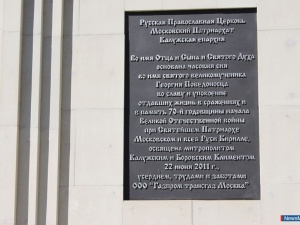 Русская Православная Церковь
Московский Патриархат
Калужская епархия
Во имя Отца и Сына и Святого Духа
основана часовня сия
во имя святого великомученика
Георгия Победоносца
во славу и упокоение
отдавших жизнь в сражениях и
в память 70-й годовщины начала
Великой Отечественной войны
при Святейшем Патриархе
Московском и всея Руси Кирилле,
освящена митрополитом
Калужским и Боровским Климентом
22 июня 2011 г.,
усердием, трудами и заботами
ООО "Газпром трансгаз Москва"